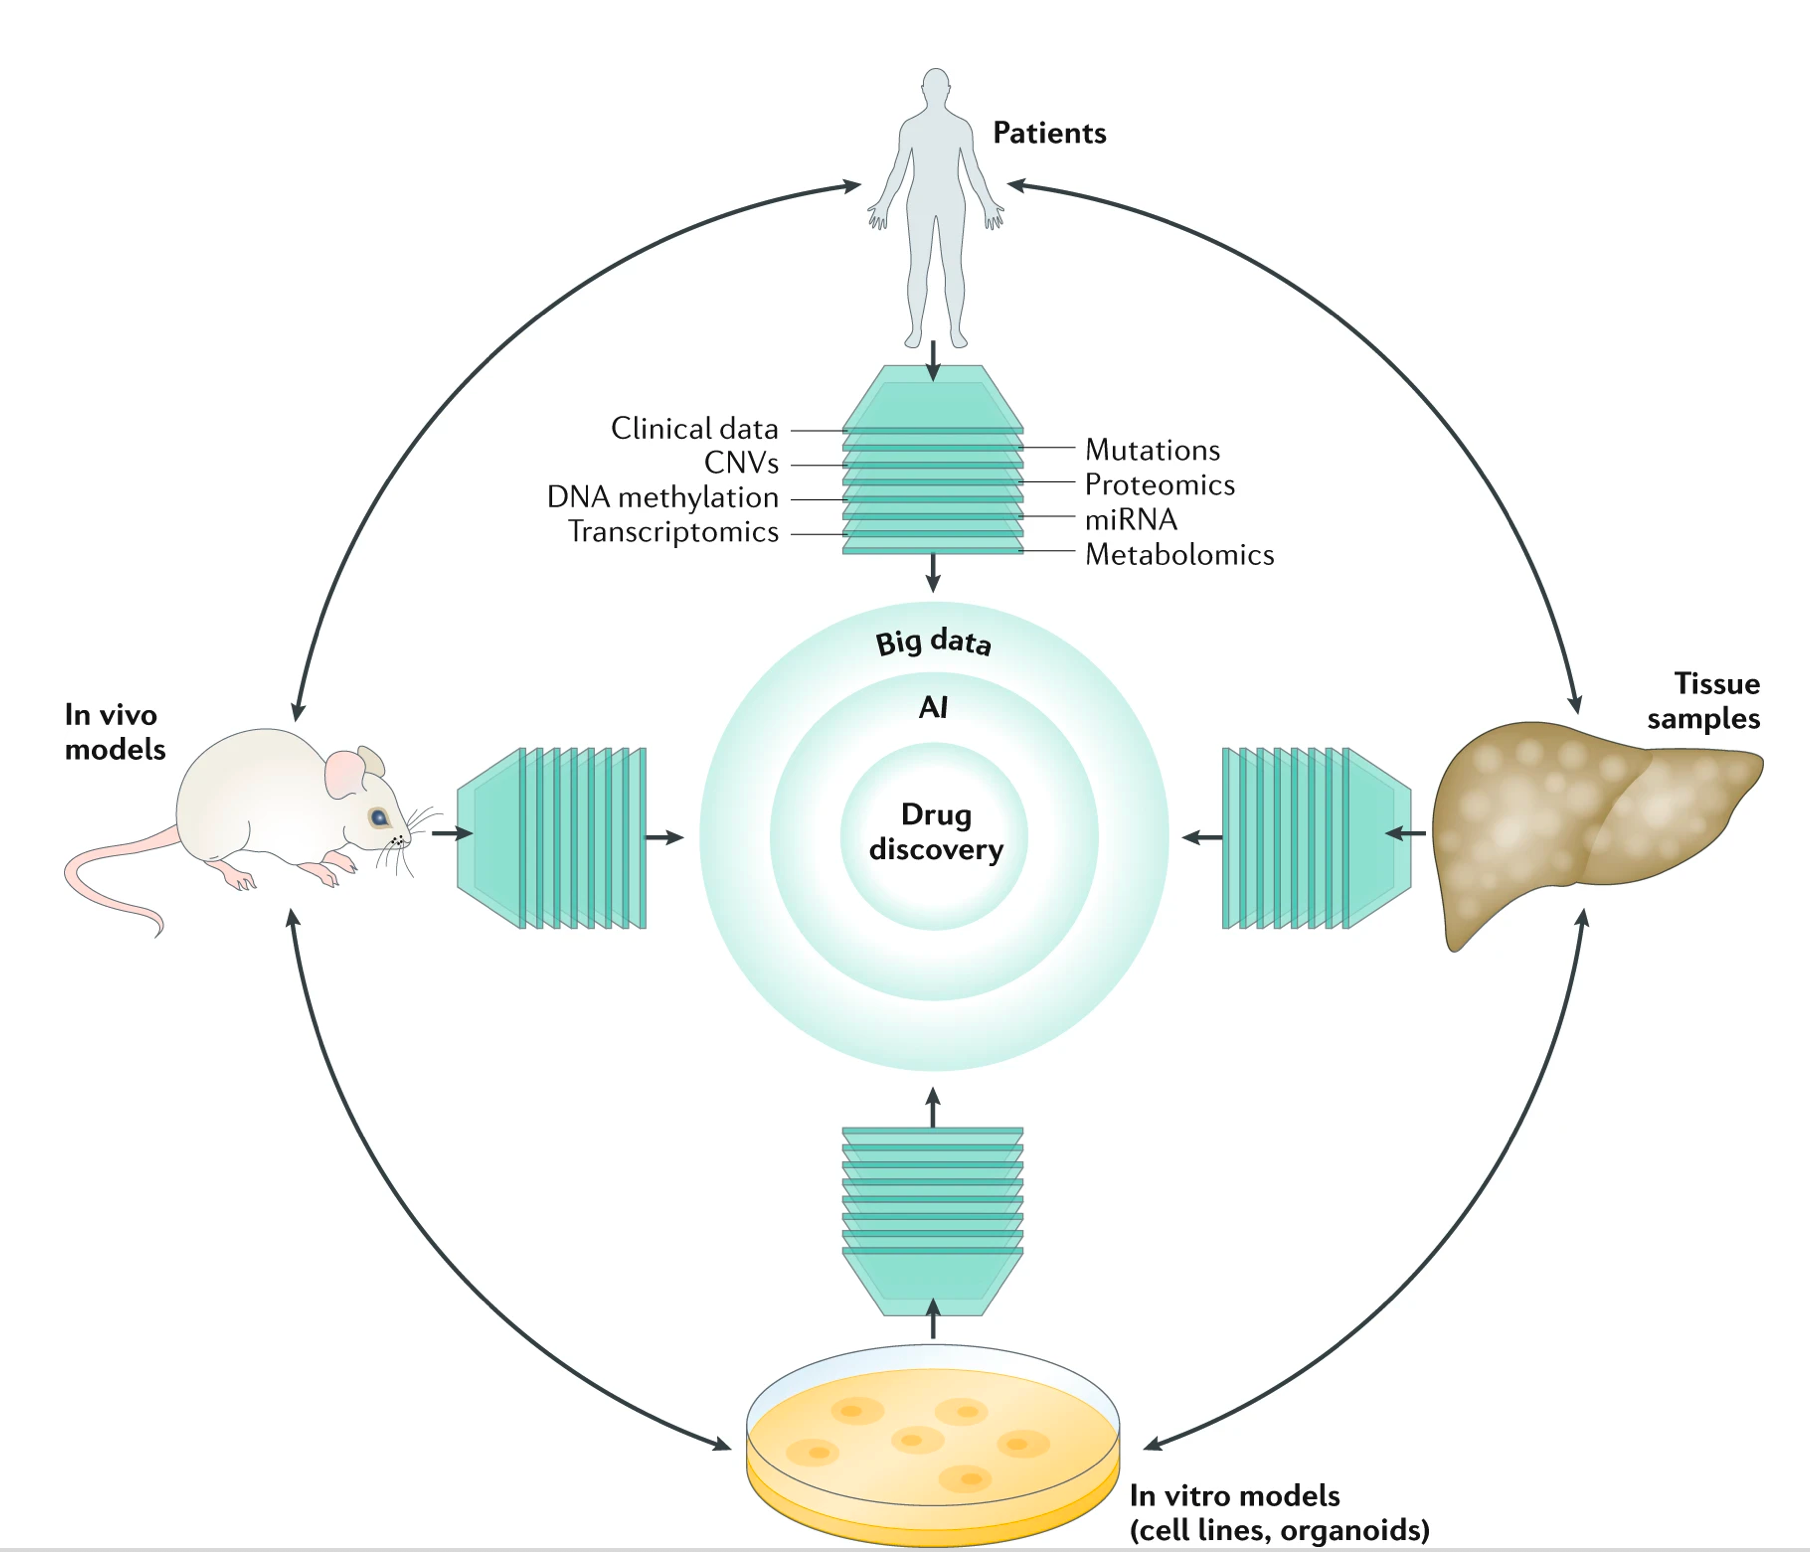 Patients
Clinical data
Mutations
CNVs
Proteomics
DNA methylation
miRNA
Transcriptomics
Metabolomics
Big data
AI
Drug
discovery
In vivo
models
Tissue
samples
In vitro models
(cell lines, organoids)